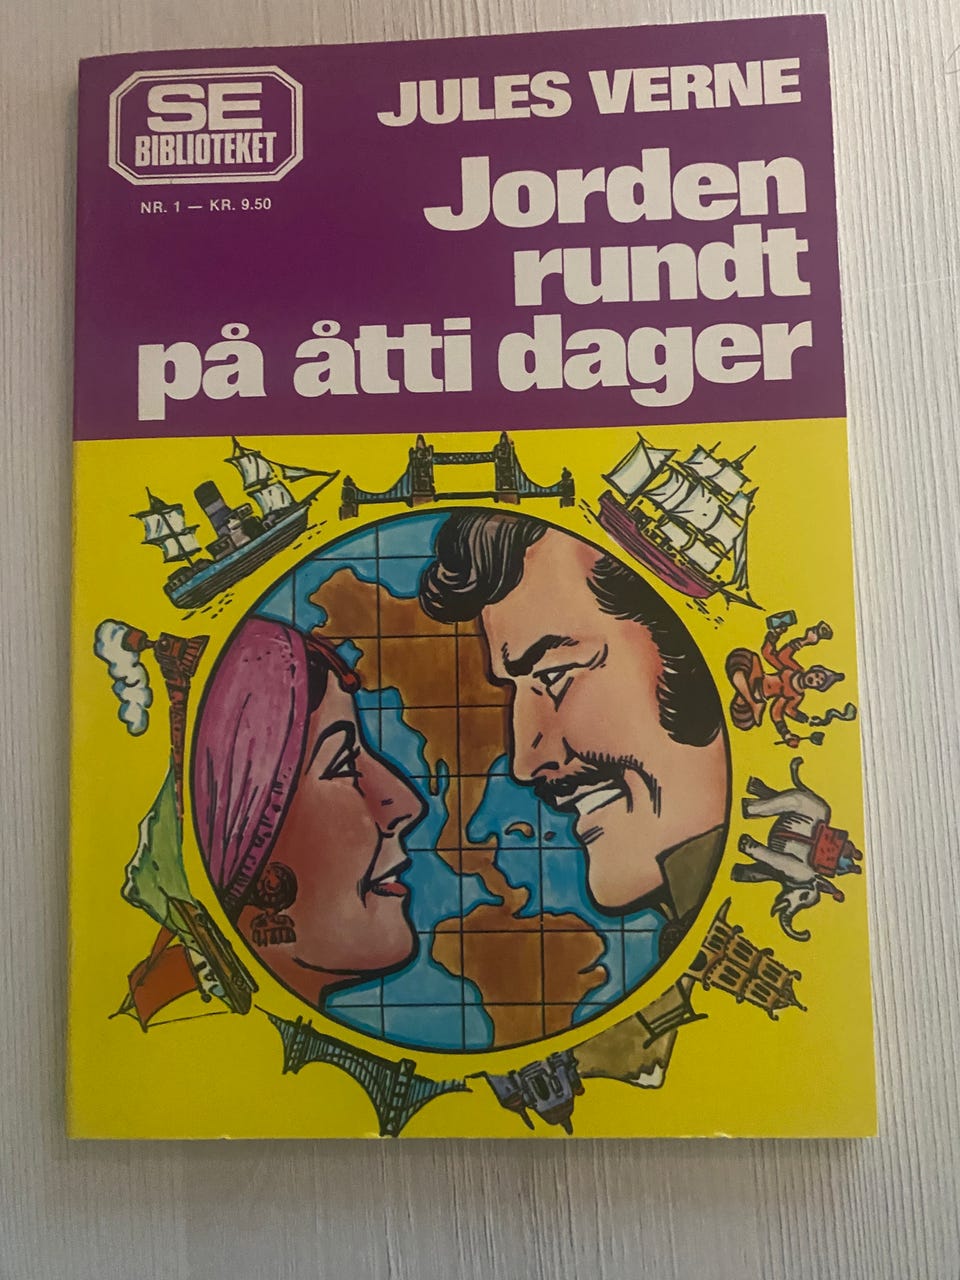 SE
BIBLIOTEKET
NR. 1 — KR. 9.50
JULES VERNE
Jorden
rundt
på åtti dager